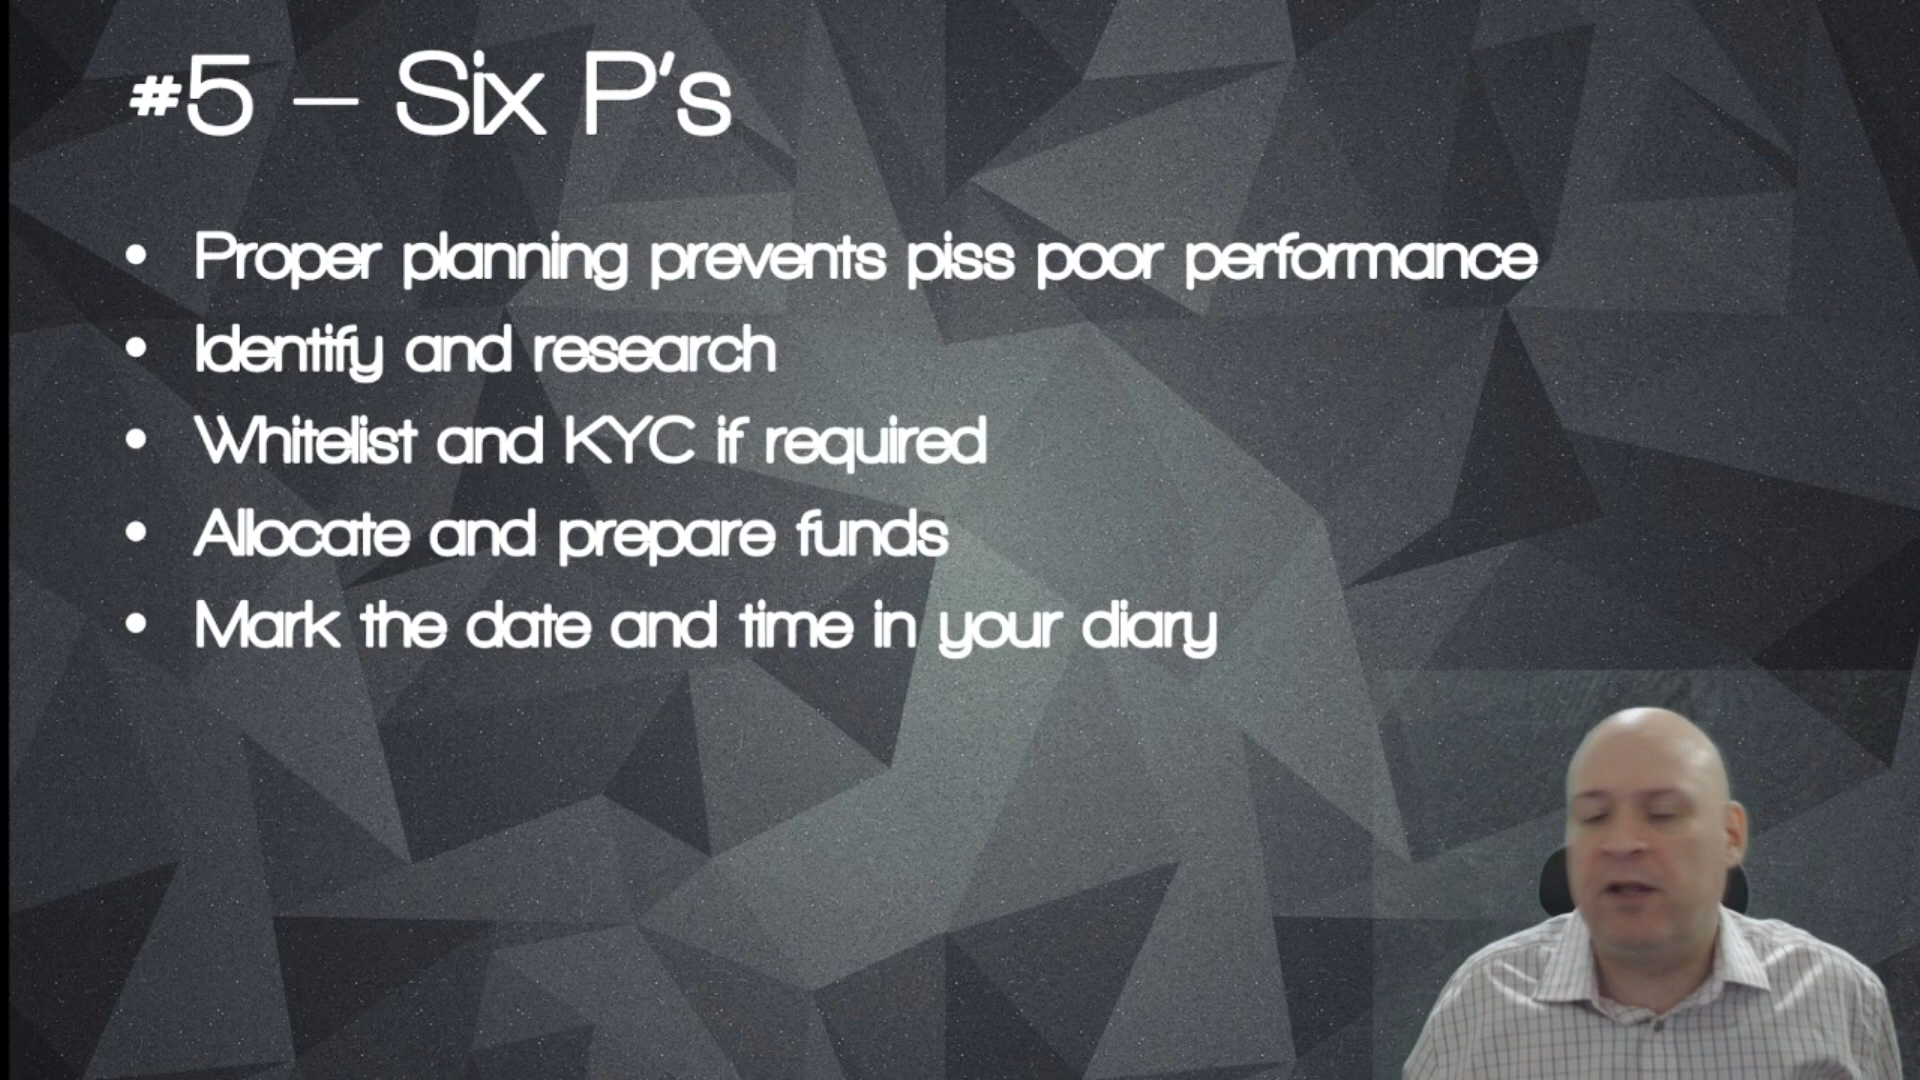 #5 – Six P's
• Proper planning prevents piss poor performance
• Identify and research
• Whitelist and KYC if required
• Allocate and prepare funds
• Mark the date and time in your diary